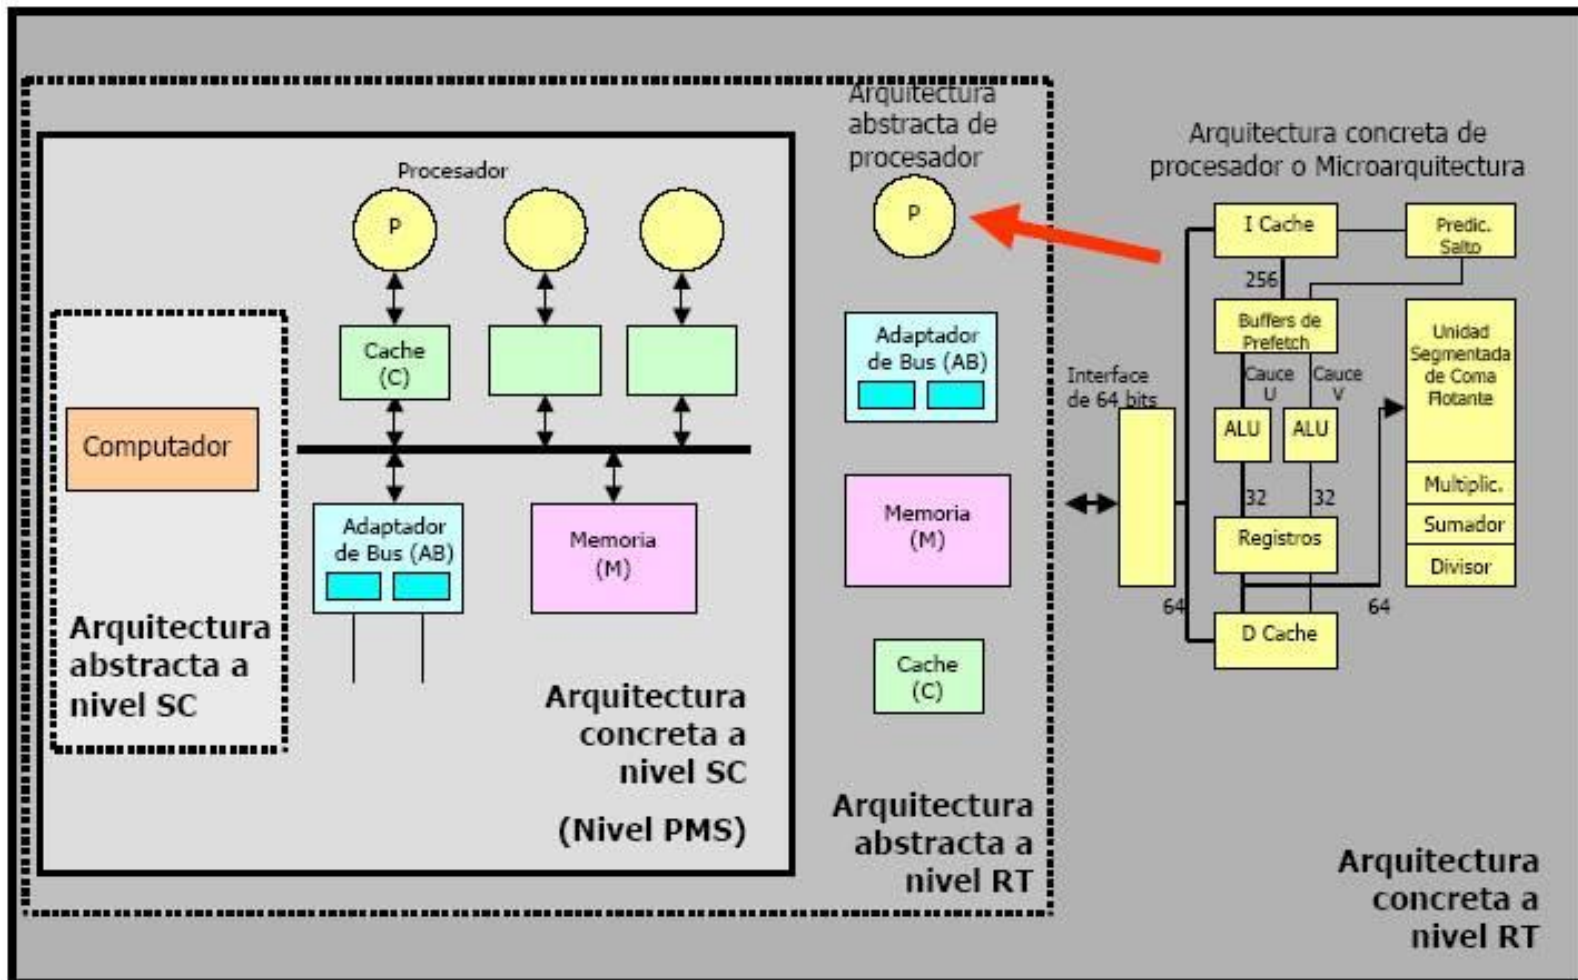 Procesador
P
Cache
(C)
Computador
Adaptador
de Bus (AB)
Memoria
(M)
Arquitectura
abstracta a
nivel SC
Arquitectura
concreta a
nivel SC
(Nivel PMS)
Arquitectura
abstracta de
procesador
P
Adaptador
de Bus (AB)
Memoria
(M)
Cache
(C)
Arquitectura
abstracta a
nivel RT
Arquitectura concreta de
procesador o Microarquitectura
I Cache
Predic.
Salto
256
Buffers de
Prefetch
Unidad
Segmentada
de Coma
Flotante
Interface
de 64 bits
Cauce
U
Cauce
V
ALU
ALU
32
32
Multiplic.
Registros
Sumador
Divisor
64
64
D Cache
Arquitectura
concreta a
nivel RT